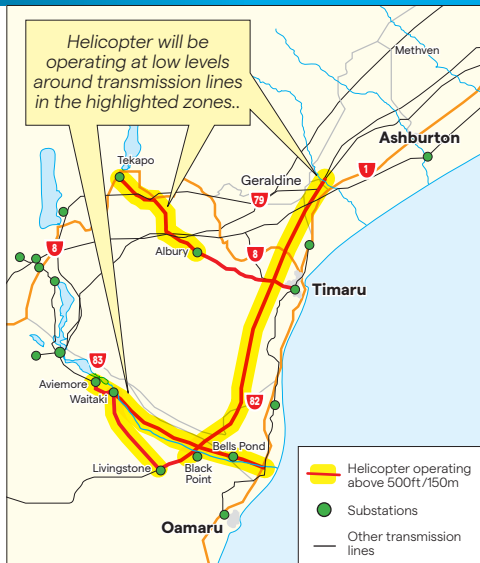 Helicopter will be
operating at low levels
around transmission lines
in the highlighted zones..
Methven
Ashburton
Tekapo
Geraldine
1
79
8
8
Albury
Timaru
83
Aviemore
Waitaki
82
Bells Pond
Livingstone
Black
Point
Oamaru
Helicopter operating
above 500ft/150m
Substations
Other transmission
lines